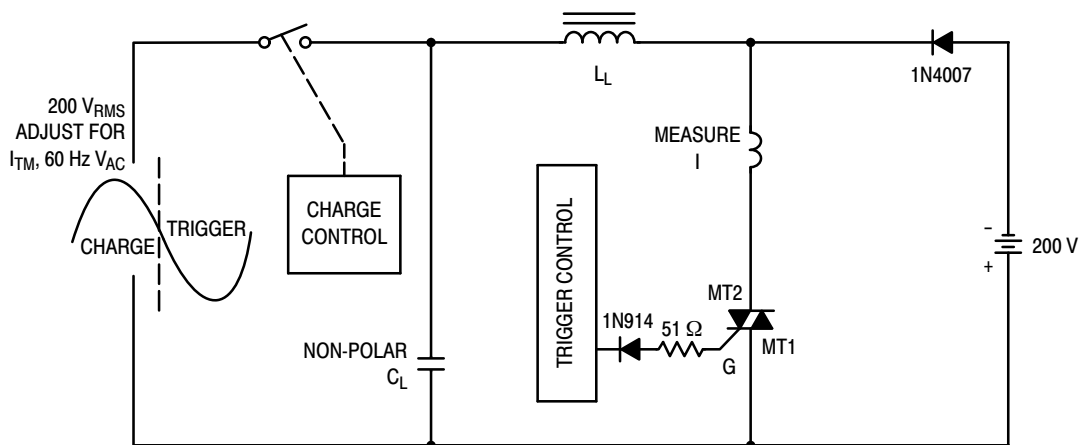 200 V_RMS
ADJUST FOR
I_TM, 60 Hz V_AC
CHARGE
TRIGGER
CHARGE
CONTROL
NON-POLAR
C_L
L_L
TRIGGER CONTROL
1N914
51 Ω
G
MEASURE
I
MT2
MT1
1N4007
-
+
200 V